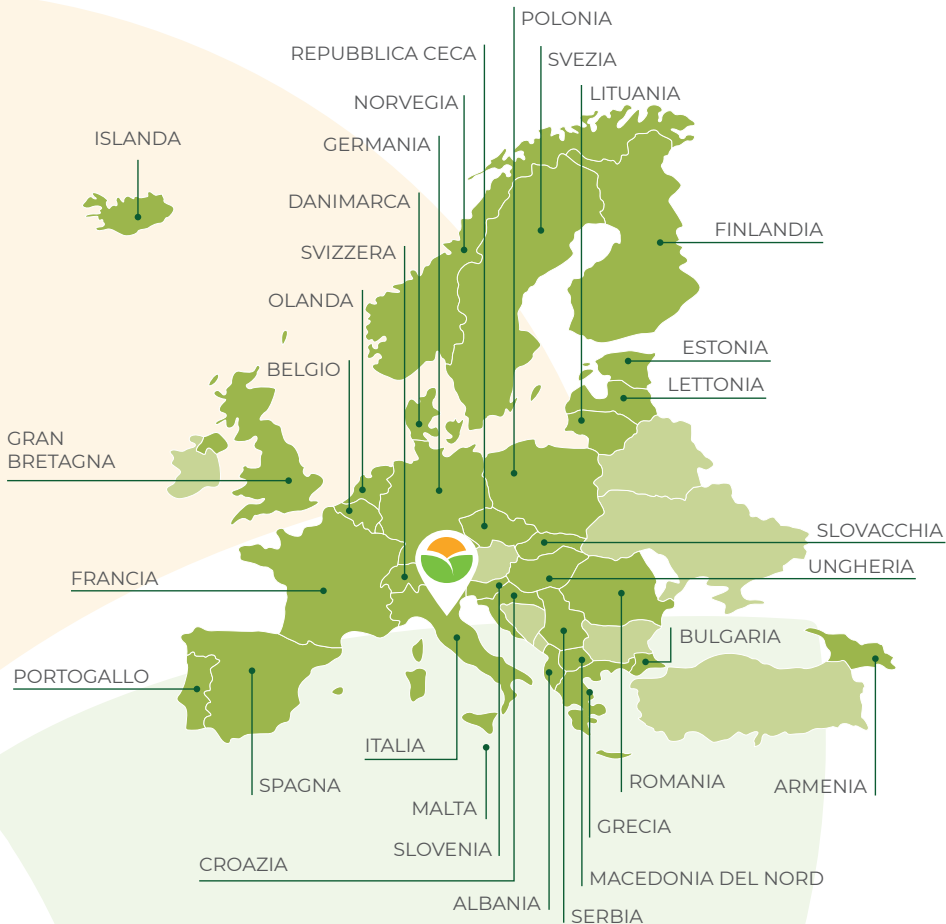 POLONIA
REPUBBLICA CECA
SVEZIA
LITUANIA
NORVEGIA
ISLANDA
GERMANIA
DANIMARCA
FINLANDIA
SVIZZERA
OLANDA
ESTONIA
BELGIO
LETTONIA
GRAN
BRETAGNA
SLOVACCHIA
UNGHERIA
FRANCIA
BULGARIA
PORTOGALLO
ITALIA
SPAGNA
ROMANIA
ARMENIA
MALTA
GRECIA
SLOVENIA
CROAZIA
MACEDONIA DEL NORD
ALBANIA
SERBIA